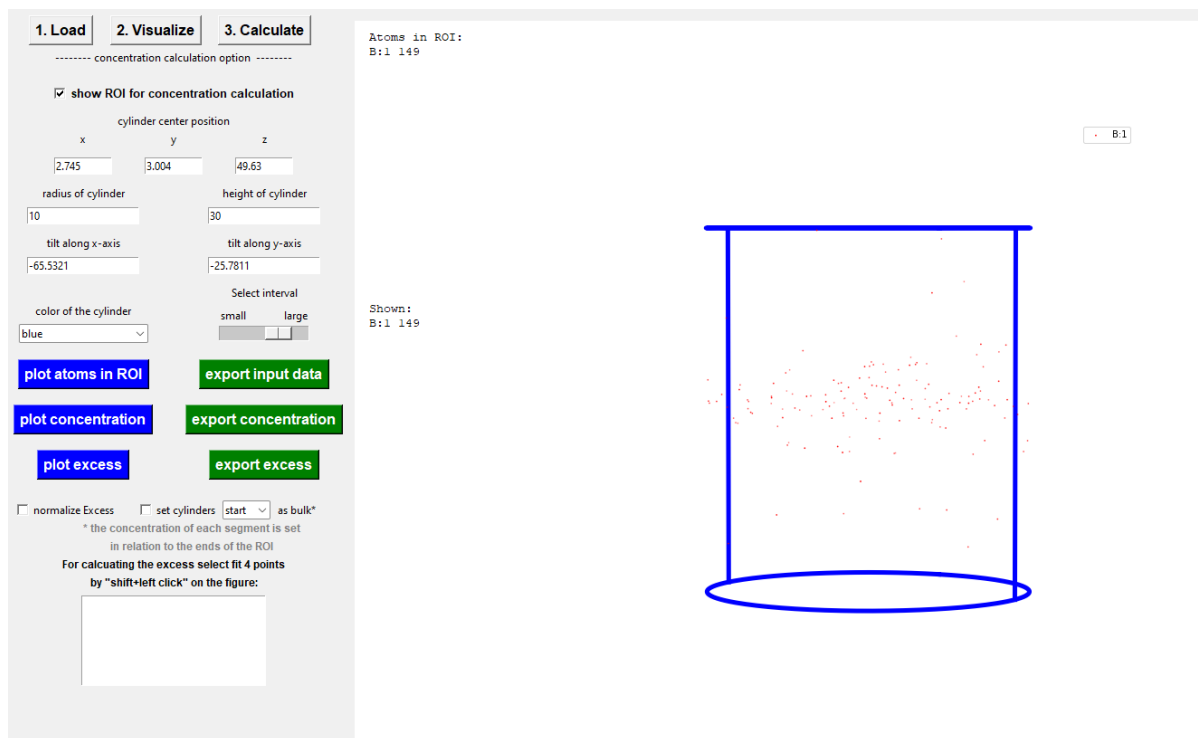 1. Load 2. Visualize 3. Calculate
-------- concentration calculation option --------
show ROI for concentration calculation
cylinder center position
x y z
2.745 3.004 49.63
radius of cylinder height of cylinder
10 30
tilt along x-axis tilt along y-axis
-65.5321 -25.7811
Select interval
color of the cylinder small large
blue
plot atoms in ROI export input data
plot concentration export concentration
plot excess export excess
normalize Excess set cylinders start as bulk*
* the concentration of each segment is set
in relation to the ends of the ROI
For calcuating the excess select fit 4 points
by "shift+left click" on the figure:
Atoms in ROI:
B:1 149
B:1
Shown:
B:1 149